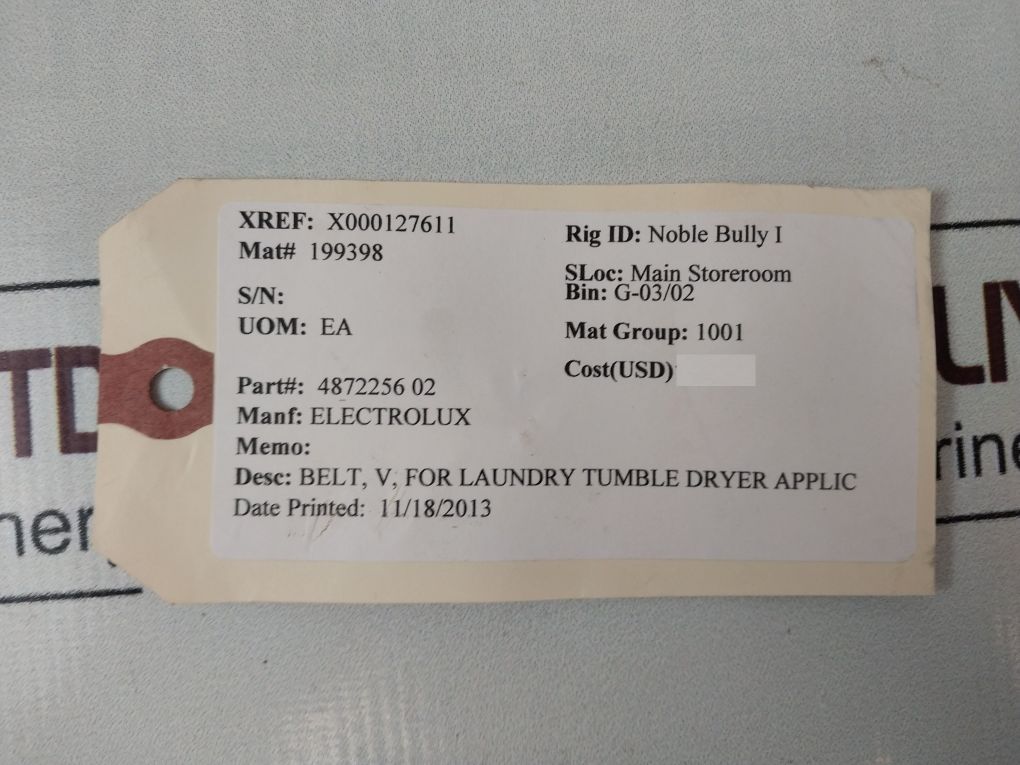 XREF: X000127611
Mat# 199398
S/N:
UOM: EA
Part#: 4872256 02
Manf: ELECTROLUX
Memo:
Desc: BELT, V, FOR LAUNDRY TUMBLE DRYER APPLIC
Date Printed: 11/18/2013
Rig ID: Noble Bully I
SLoc: Main Storeroom
Bin: G-03/02
Mat Group: 1001
Cost(USD)